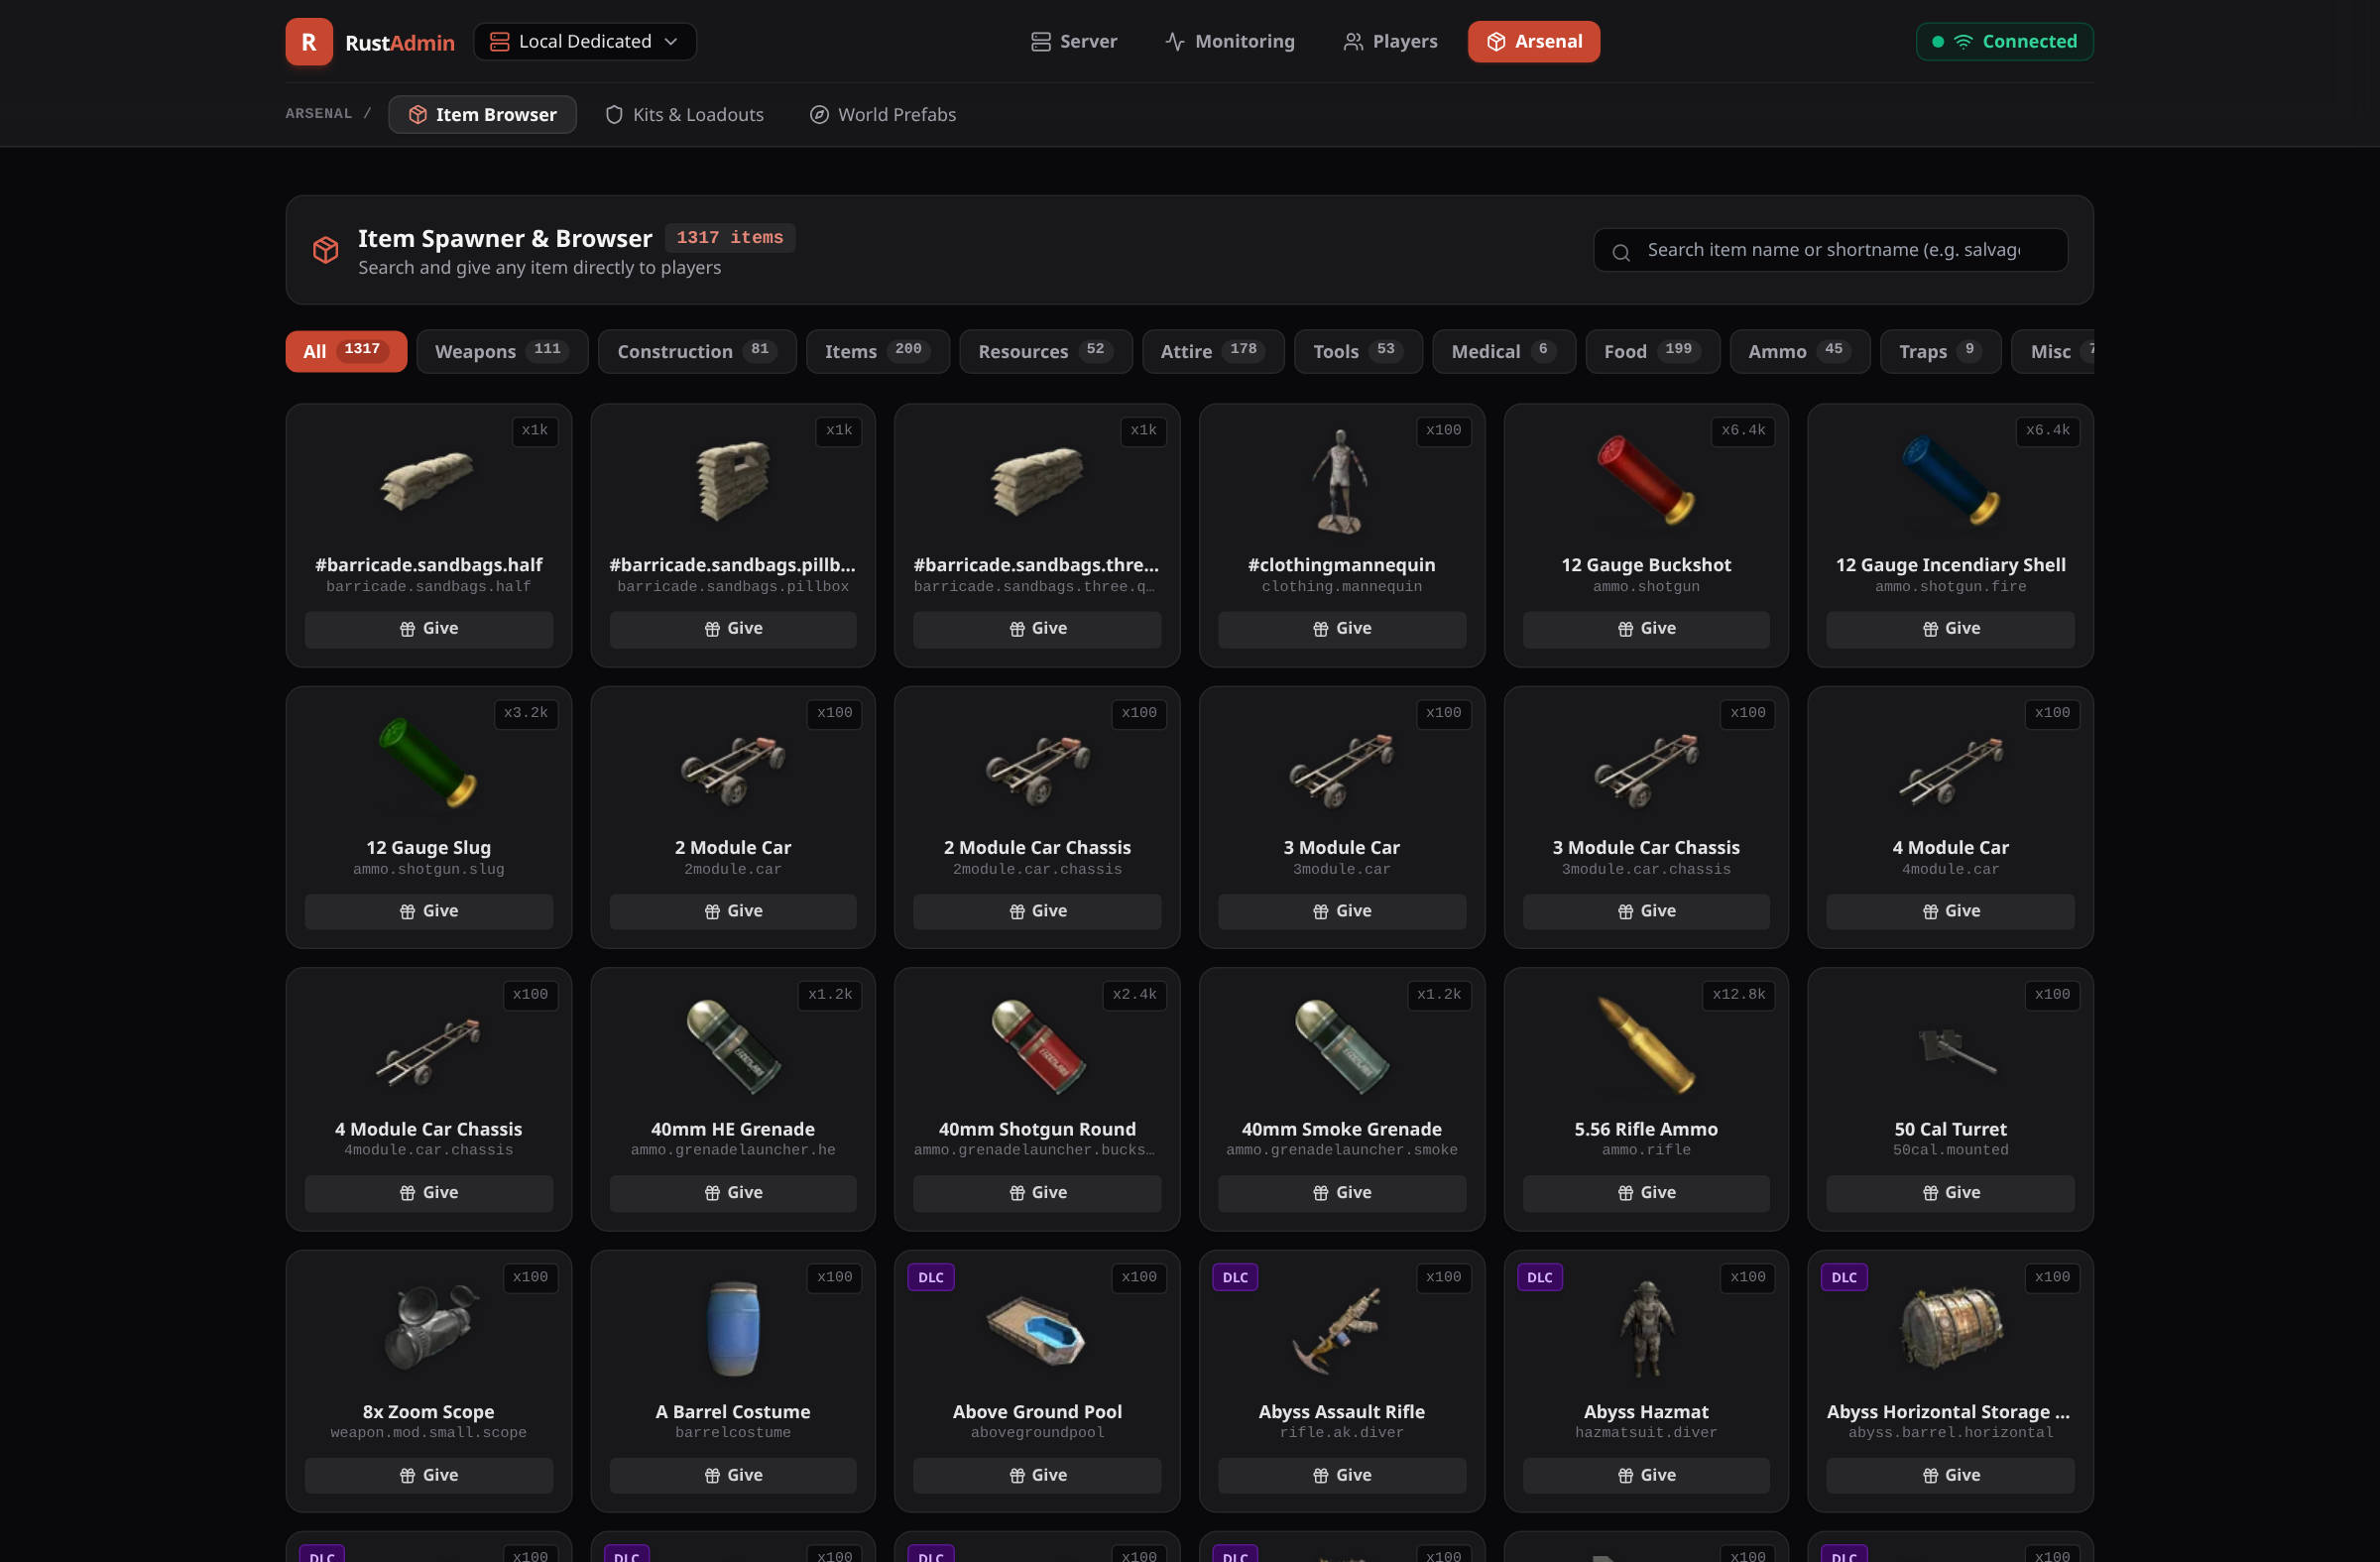 R RustAdmin Local Dedicated Server Monitoring Players Arsenal Connected
ARSENAL / Item Browser Kits & Loadouts World Prefabs
Item Spawner & Browser 1317 items
Search and give any item directly to players
Search item name or shortname (e.g. salvag
All 1317 Weapons 111 Construction 81 Items 200 Resources 52 Attire 178 Tools 53 Medical 6 Food 199 Ammo 45 Traps 9 Misc
x1k x1k x1k x100 x6.4k x6.4k
#barricade.sandbags.half #barricade.sandbags.pillb... #barricade.sandbags.thre... #clothingmannequin 12 Gauge Buckshot 12 Gauge Incendiary Shell
barricade.sandbags.half barricade.sandbags.pillbox barricade.sandbags.three.q… clothing.mannequin ammo.shotgun ammo.shotgun.fire
Give Give Give Give Give Give
x3.2k x100 x100 x100 x100 x100
12 Gauge Slug 2 Module Car 2 Module Car Chassis 3 Module Car 3 Module Car Chassis 4 Module Car
ammo.shotgun.slug 2module.car 2module.car.chassis 3module.car 3module.car.chassis 4module.car
Give Give Give Give Give Give
x100 x1.2k x2.4k x1.2k x12.8k x100
4 Module Car Chassis 40mm HE Grenade 40mm Shotgun Round 40mm Smoke Grenade 5.56 Rifle Ammo 50 Cal Turret
4module.car.chassis ammo.grenadelauncher.he ammo.grenadelauncher.bucks… ammo.grenadelauncher.smoke ammo.rifle 50cal.mounted
Give Give Give Give Give Give
x100 x100 DLC x100 DLC x100 DLC x100 DLC x100
8x Zoom Scope A Barrel Costume Above Ground Pool Abyss Assault Rifle Abyss Hazmat Abyss Horizontal Storage ...
weapon.mod.small.scope barrelcostume abovegroundpool rifle.ak.diver hazmatsuit.diver abyss.barrel.horizontal
Give Give Give Give Give Give
DLC x100 DLC x100 DLC x100 DLC x100 x100 DLC x100